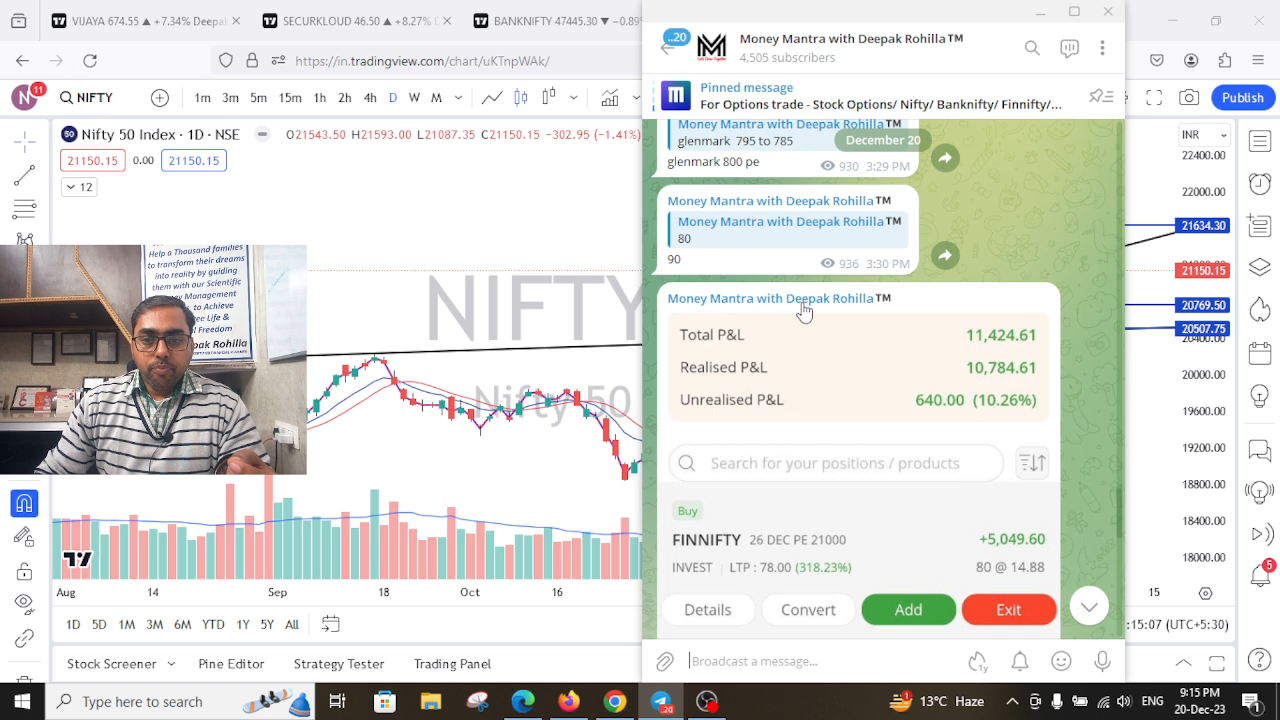 VIJAYA 674.55 ▲ +7.34% Deepak
SECURKLOUD 46.50 ▲ +8.27%
BANKNIFTY 47445.30 ▼ −0.89%
https://in.tradingview.com/chart/uKTnpWAk/
N
11
NIFTY
1m 3m 5m 15m 1h 2h 4h D W M
Publish
50 Nifty 50 Index · 1D · NSE
O21543.50 H21593.00 L21087.35 C21150.15 −302.95 (−1.41%)
21150.15 0.00 21150.15
12
Help a Thousand families
to transform their dreams
into reality by guiding
NIFTY
Nifty 50
Aug 14 Sep 18 Oct 16
1D 5D 1M 3M 6M YTD 1Y 5Y All
Stock Screener Pine Editor Strategy Tester Trading Panel
..20
Money Mantra with Deepak Rohilla™
4,505 subscribers
Pinned message
For Options trade - Stock Options/ Nifty/ Banknifty/ Finnifty/...
Money Mantra with Deepak Rohilla™
December 20
glenmark 795 to 785
glenmark 800 pe
930 3:29 PM
Money Mantra with Deepak Rohilla™
Money Mantra with Deepak Rohilla™
80
90
936 3:30 PM
Money Mantra with Deepak Rohilla™
Total P&L 11,424.61
Realised P&L 10,784.61
Unrealised P&L 640.00 (10.26%)
Search for your positions / products
Buy
FINNIFTY 26 DEC PE 21000 +5,049.60
INVEST LTP : 78.00 (318.23%) 80 @ 14.88
Details Convert Add Exit
Broadcast a message...
1y
INR
22400.00
22000.00
21634.30
21150.15
20769.50
20507.75
20000.00
19600.00
19200.00
18800.00
18400.00
18000.00
15
:15:07 (UTC+5:30)
5
Type here to search
20
1
13°C Haze
ENG
9:15 PM
20-Dec-23
1